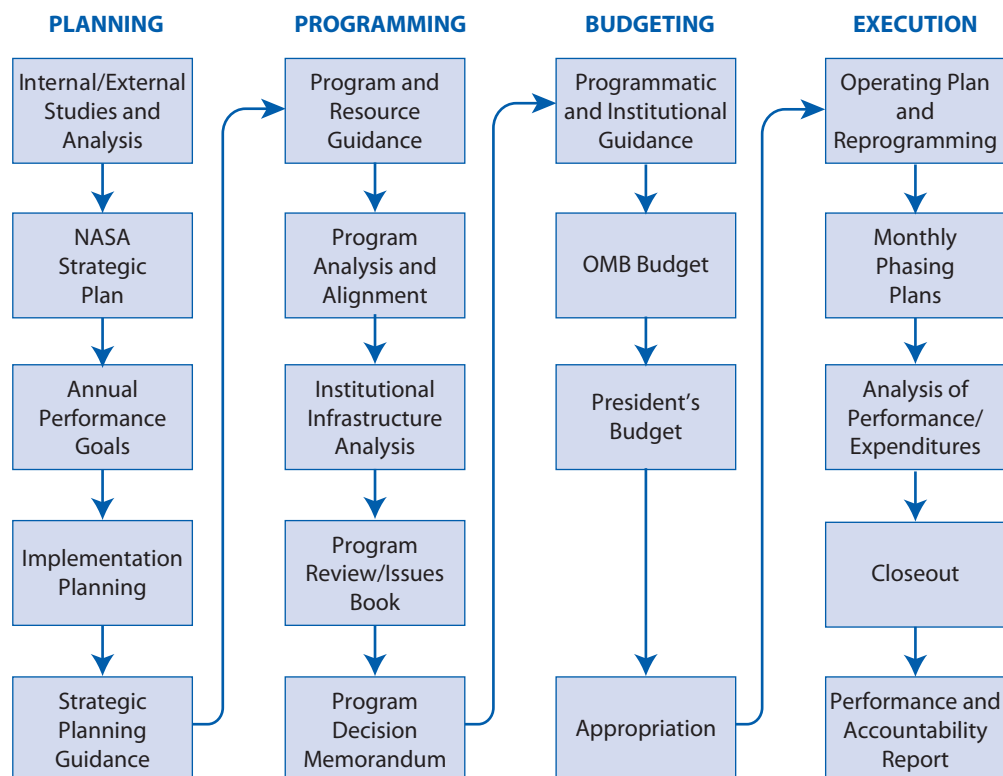 PLANNING
Internal/External
Studies and
Analysis
NASA
Strategic
Plan
Annual
Performance
Goals
Implementation
Planning
Strategic
Planning
Guidance
PROGRAMMING
Program and
Resource
Guidance
Program
Analysis and
Alignment
Institutional
Infrastructure
Analysis
Program
Review/Issues
Book
Program
Decision
Memorandum
BUDGETING
Programmatic
and Institutional
Guidance
OMB Budget
President’s
Budget
Appropriation
EXECUTION
Operating Plan
and
Reprogramming
Monthly
Phasing
Plans
Analysis of
Performance/
Expenditures
Closeout
Performance and
Accountability
Report